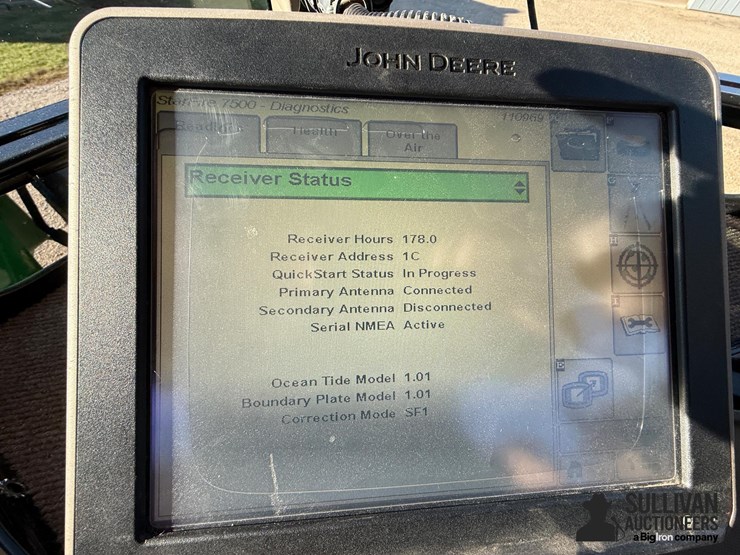 JOHN DEERE
StarFire 7500 - Diagnostics
110969
Readings
Health
Over the
Air
Receiver Status
Receiver Hours 178.0
Receiver Address 1C
QuickStart Status In Progress
Primary Antenna Connected
Secondary Antenna Disconnected
Serial NMEA Active
Ocean Tide Model 1.01
Boundary Plate Model 1.01
Correction Mode SF1
SULLIVAN
AUCTIONEERS
a BigIron company